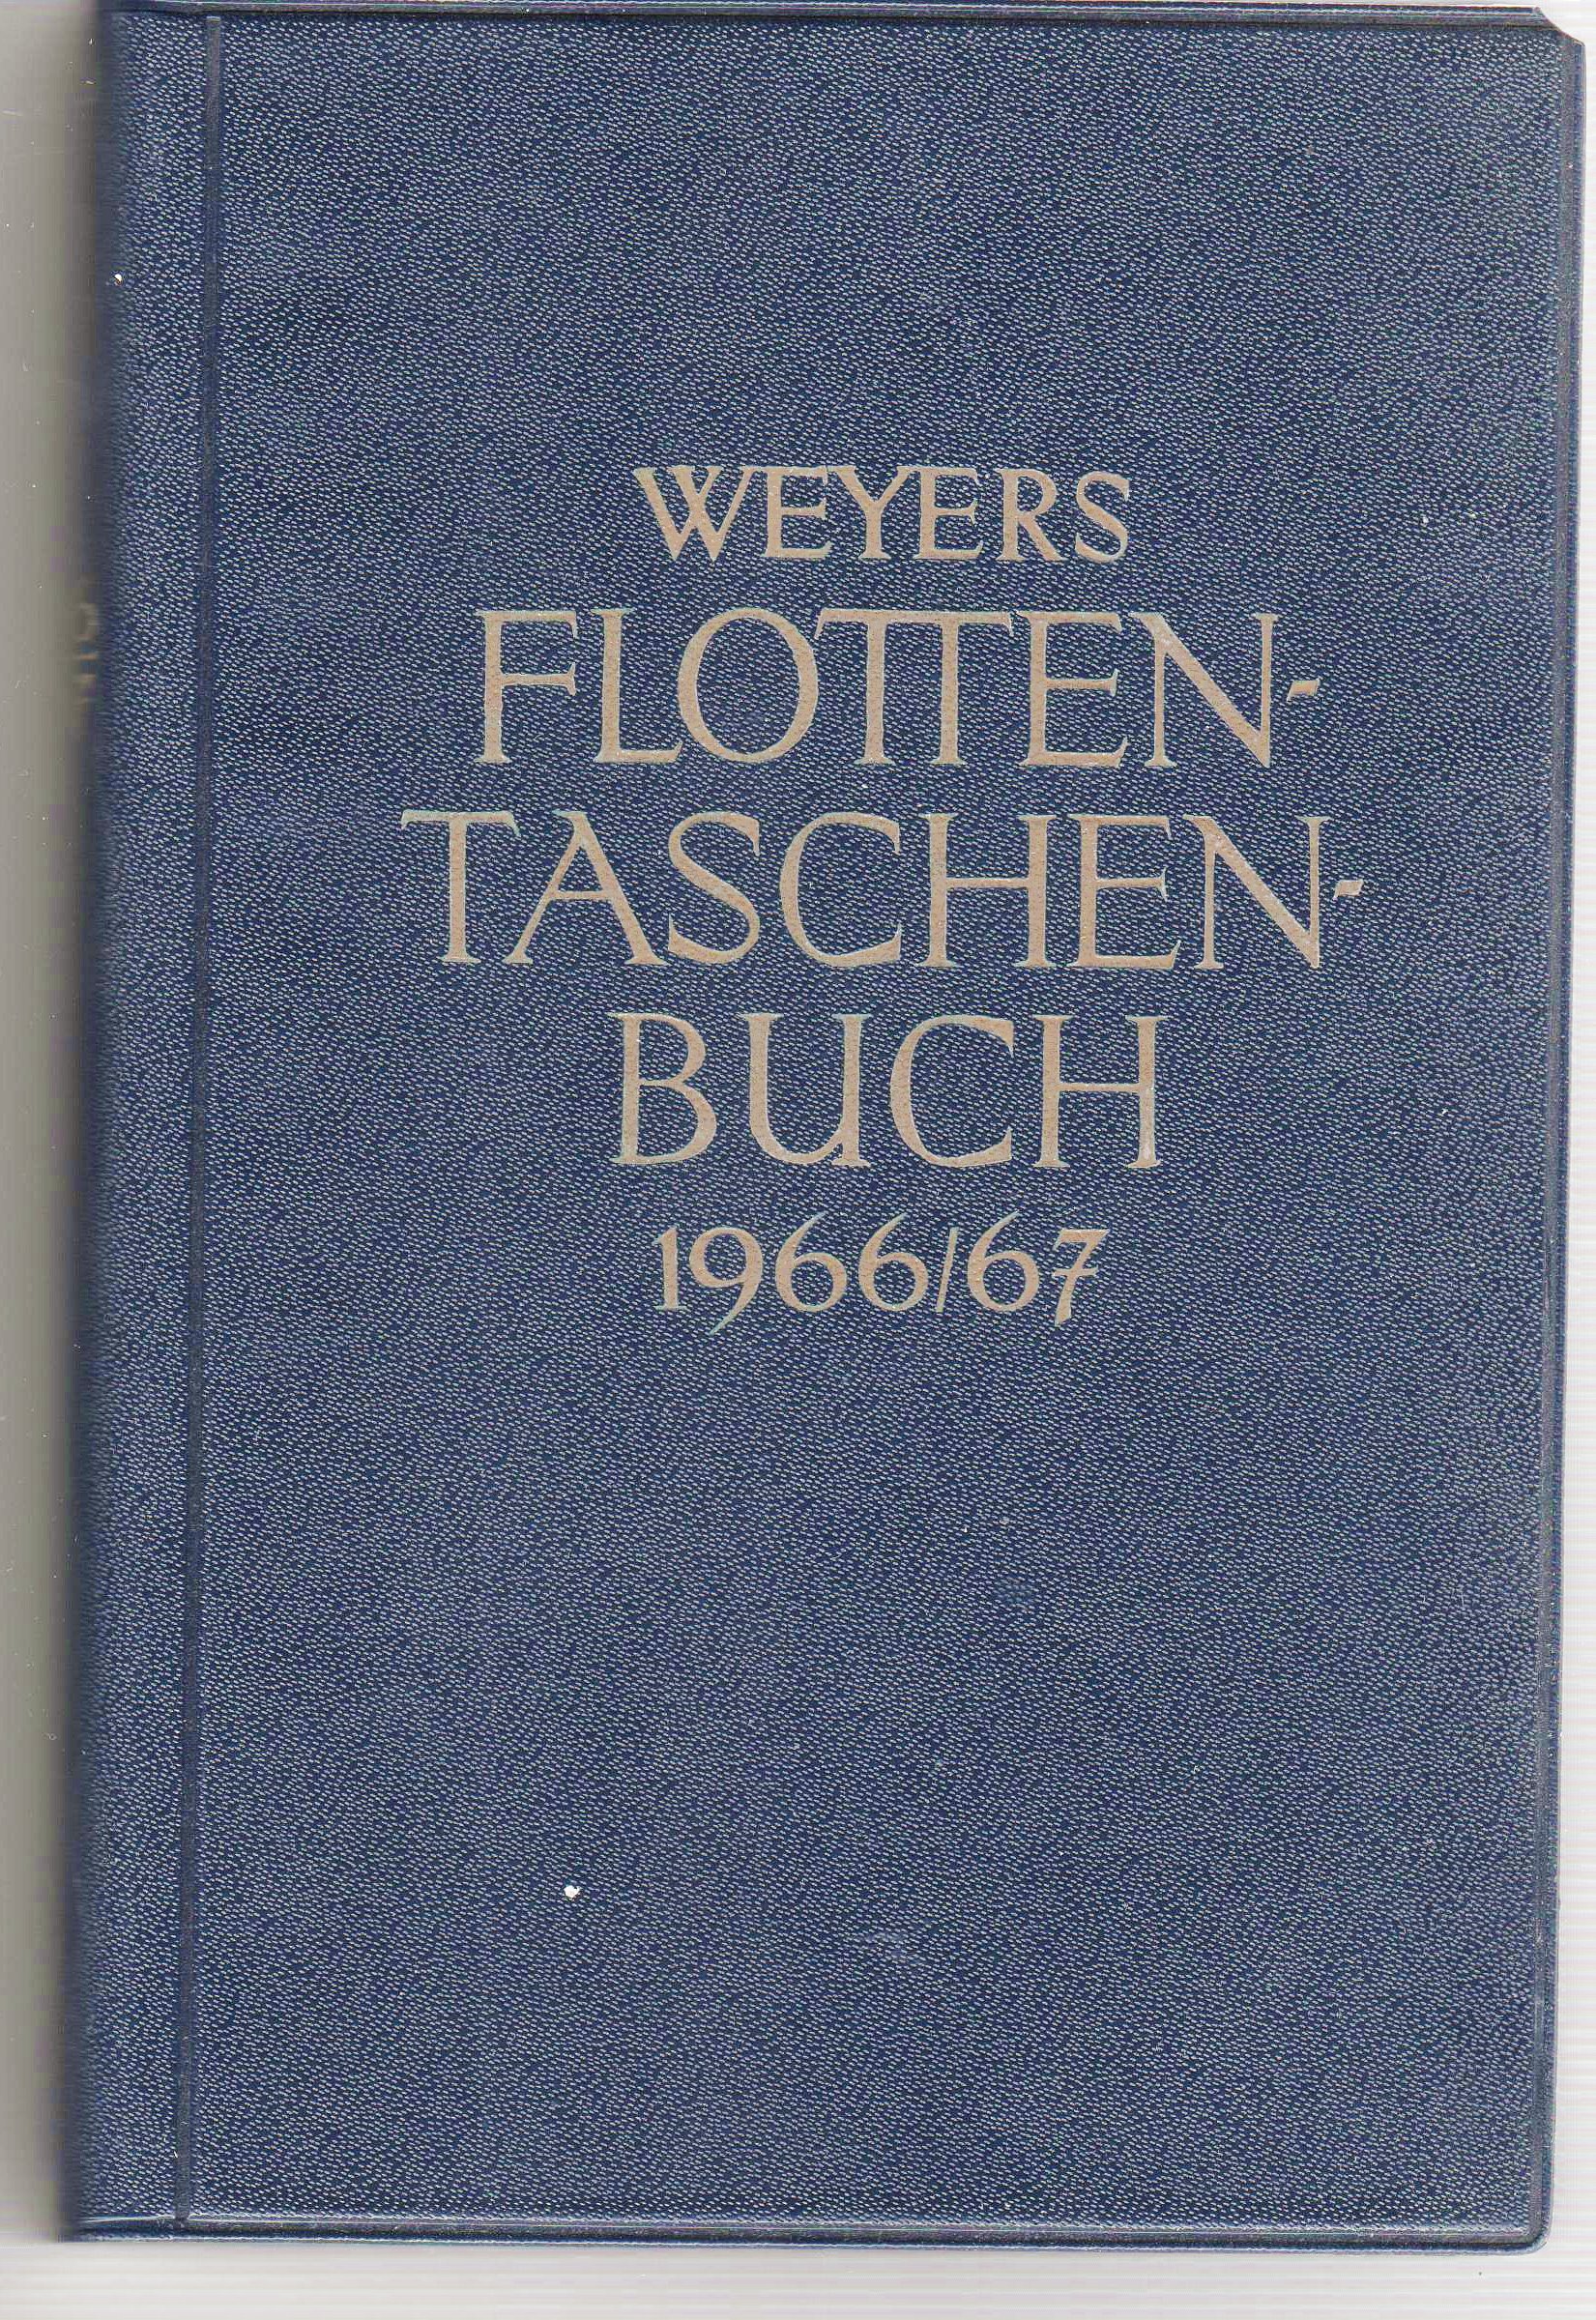 WEYERS
FLOTTEN-
TASCHEN-
BUCH
1966/67